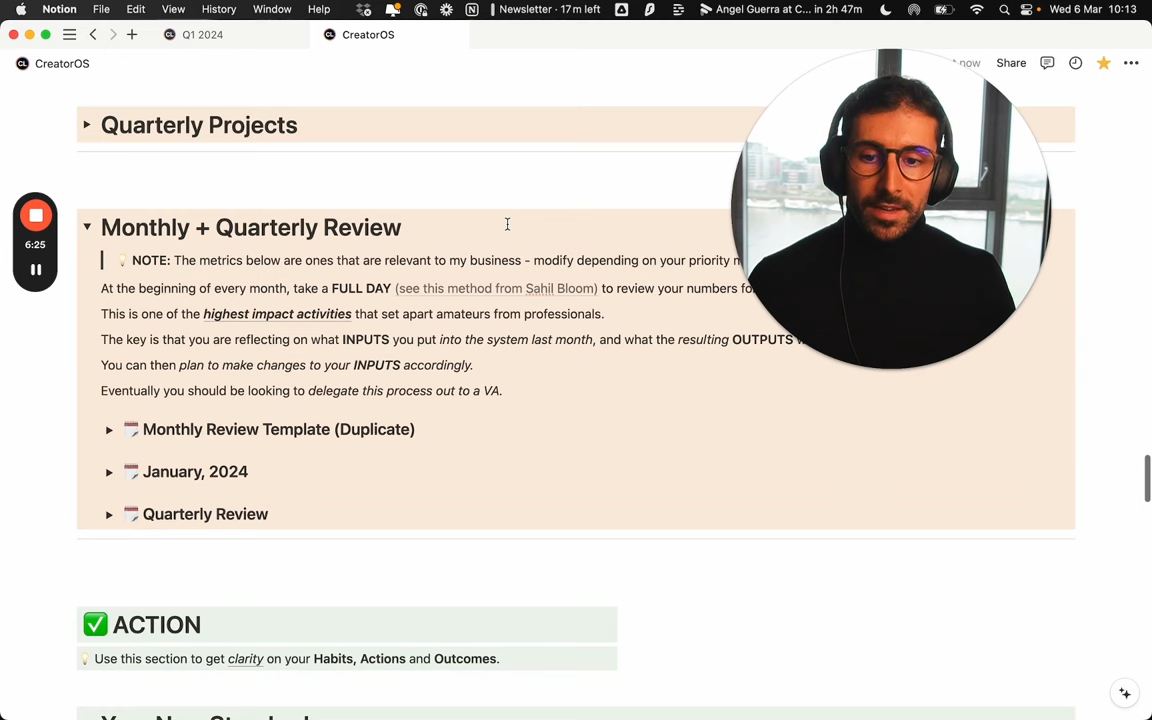 Notion File Edit View History Window Help Newsletter · 17 m left Angel Guerra at C... in 2h 47m Wed 6 Mar 10:13
CL Q1 2024 CL CreatorOS
CL CreatorOS now Share
Quarterly Projects
6:25
Monthly + Quarterly Review
NOTE: The metrics below are ones that are relevant to my business - modify depending on your priority
At the beginning of every month, take a FULL DAY (see this method from Sahil Bloom) to review your numbers
This is one of the highest impact activities that set apart amateurs from professionals.
The key is that you are reflecting on what INPUTS you put into the system last month, and what the resulting OUTPUTS
You can then plan to make changes to your INPUTS accordingly.
Eventually you should be looking to delegate this process out to a VA.
Monthly Review Template (Duplicate)
January, 2024
Quarterly Review
ACTION
Use this section to get clarity on your Habits, Actions and Outcomes.